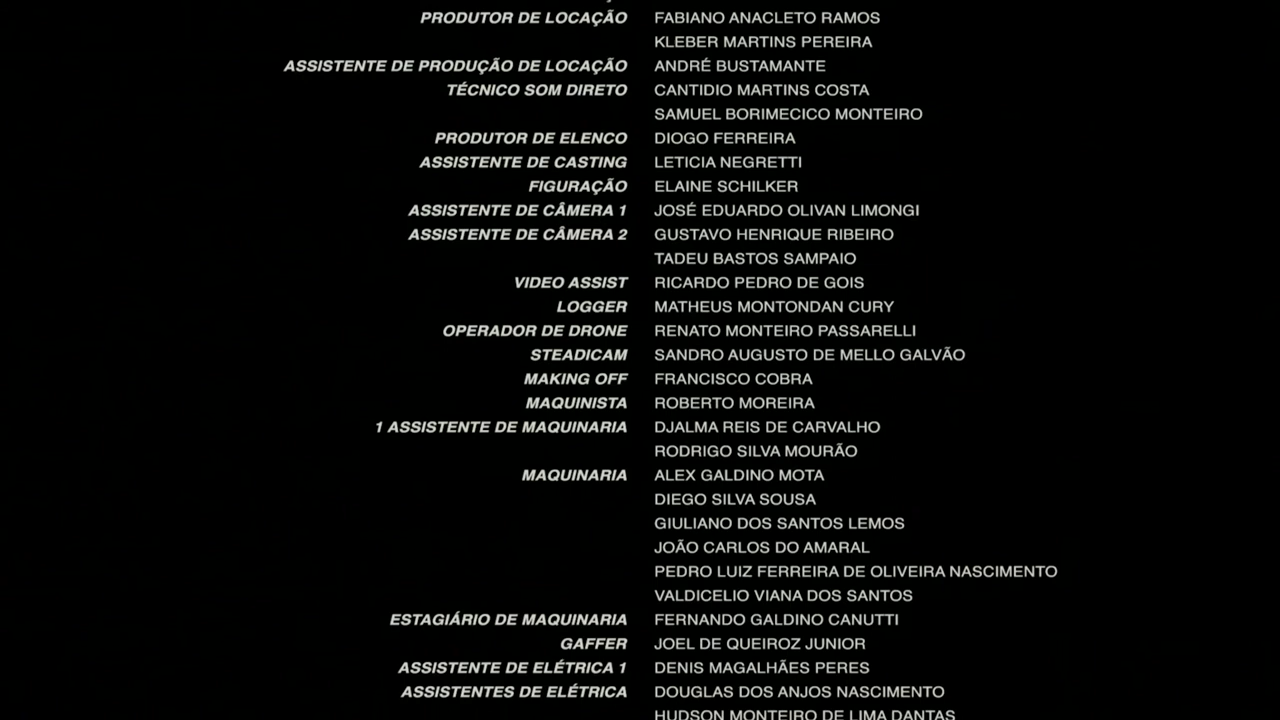 PRODUTOR DE LOCAÇÃO FABIANO ANACLETO RAMOS
KLEBER MARTINS PEREIRA
ASSISTENTE DE PRODUÇÃO DE LOCAÇÃO ANDRÉ BUSTAMANTE
TÉCNICO SOM DIRETO CANTIDIO MARTINS COSTA
SAMUEL BORIMECICO MONTEIRO
PRODUTOR DE ELENCO DIOGO FERREIRA
ASSISTENTE DE CASTING LETICIA NEGRETTI
FIGURAÇÃO ELAINE SCHILKER
ASSISTENTE DE CÂMERA 1 JOSÉ EDUARDO OLIVAN LIMONGI
ASSISTENTE DE CÂMERA 2 GUSTAVO HENRIQUE RIBEIRO
TADEU BASTOS SAMPAIO
VIDEO ASSIST RICARDO PEDRO DE GOIS
LOGGER MATHEUS MONTONDAN CURY
OPERADOR DE DRONE RENATO MONTEIRO PASSARELLI
STEADICAM SANDRO AUGUSTO DE MELLO GALVÃO
MAKING OFF FRANCISCO COBRA
MAQUINISTA ROBERTO MOREIRA
1 ASSISTENTE DE MAQUINARIA DJALMA REIS DE CARVALHO
RODRIGO SILVA MOURÃO
MAQUINARIA ALEX GALDINO MOTA
DIEGO SILVA SOUSA
GIULIANO DOS SANTOS LEMOS
JOÃO CARLOS DO AMARAL
PEDRO LUIZ FERREIRA DE OLIVEIRA NASCIMENTO
VALDICELIO VIANA DOS SANTOS
ESTAGIÁRIO DE MAQUINARIA FERNANDO GALDINO CANUTTI
GAFFER JOEL DE QUEIROZ JUNIOR
ASSISTENTE DE ELÉTRICA 1 DENIS MAGALHÃES PERES
ASSISTENTES DE ELÉTRICA DOUGLAS DOS ANJOS NASCIMENTO
HUDSON MONTEIRO DE LIMA DANTAS